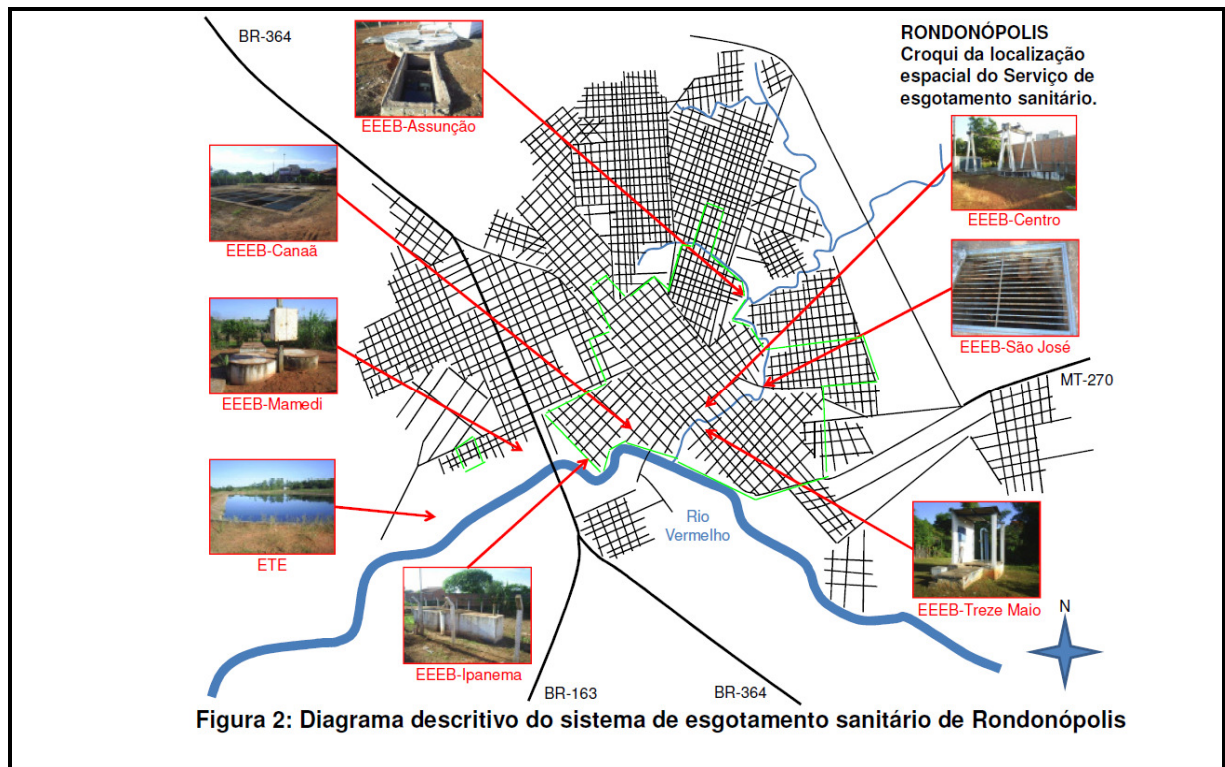 BR-364
RONDONÓPOLIS
Croqui da localização
espacial do Serviço de
esgotamento sanitário.
EEEB-Assunção
EEEB-Centro
EEEB-Canaã
EEEB-São José
MT-270
EEEB-Mamedi
Rio
Vermelho
ETE
EEEB-Treze Maio
N
EEEB-Ipanema
BR-163
BR-364
Figura 2: Diagrama descritivo do sistema de esgotamento sanitário de Rondonópolis